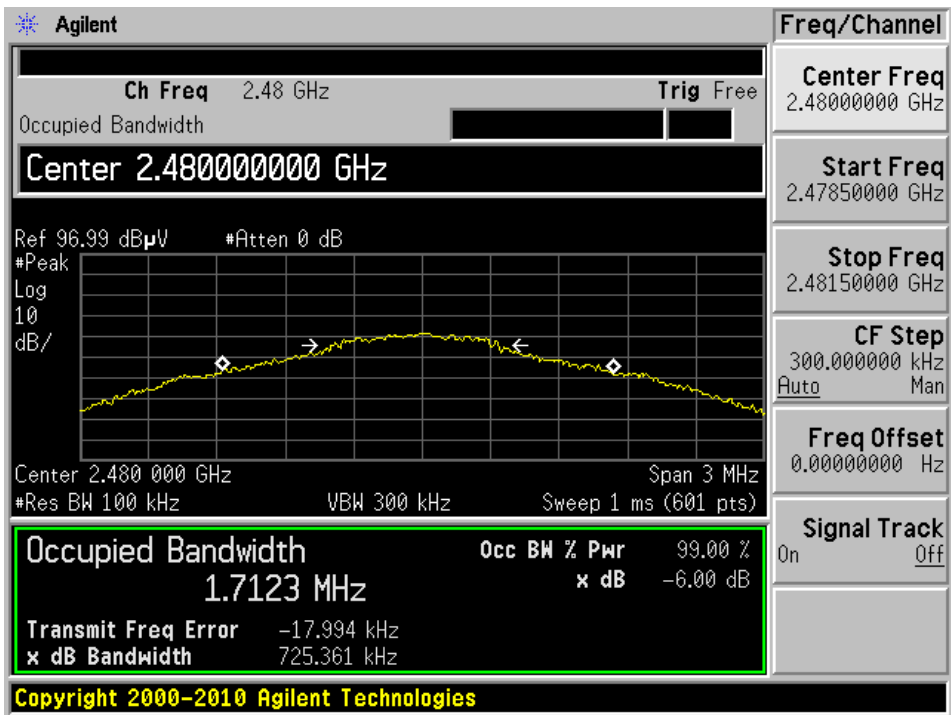 Agilent
Freq/Channel
Ch Freq 2.48 GHz
Trig Free
Occupied Bandwidth
Center 2.480000000 GHz
Ref 96.99 dBµV #Atten 0 dB
#Peak
Log
10
dB/
Center 2.480 000 GHz Span 3 MHz
#Res BW 100 kHz VBW 300 kHz Sweep 1 ms (601 pts)
Occupied Bandwidth
1.7123 MHz
Occ BW % Pwr 99.00 %
x dB -6.00 dB
Transmit Freq Error -17.994 kHz
x dB Bandwidth 725.361 kHz
Copyright 2000-2010 Agilent Technologies
Center Freq
2.48000000 GHz
Start Freq
2.47850000 GHz
Stop Freq
2.48150000 GHz
CF Step
300.000000 kHz
Auto Man
Freq Offset
0.00000000 Hz
Signal Track
On Off